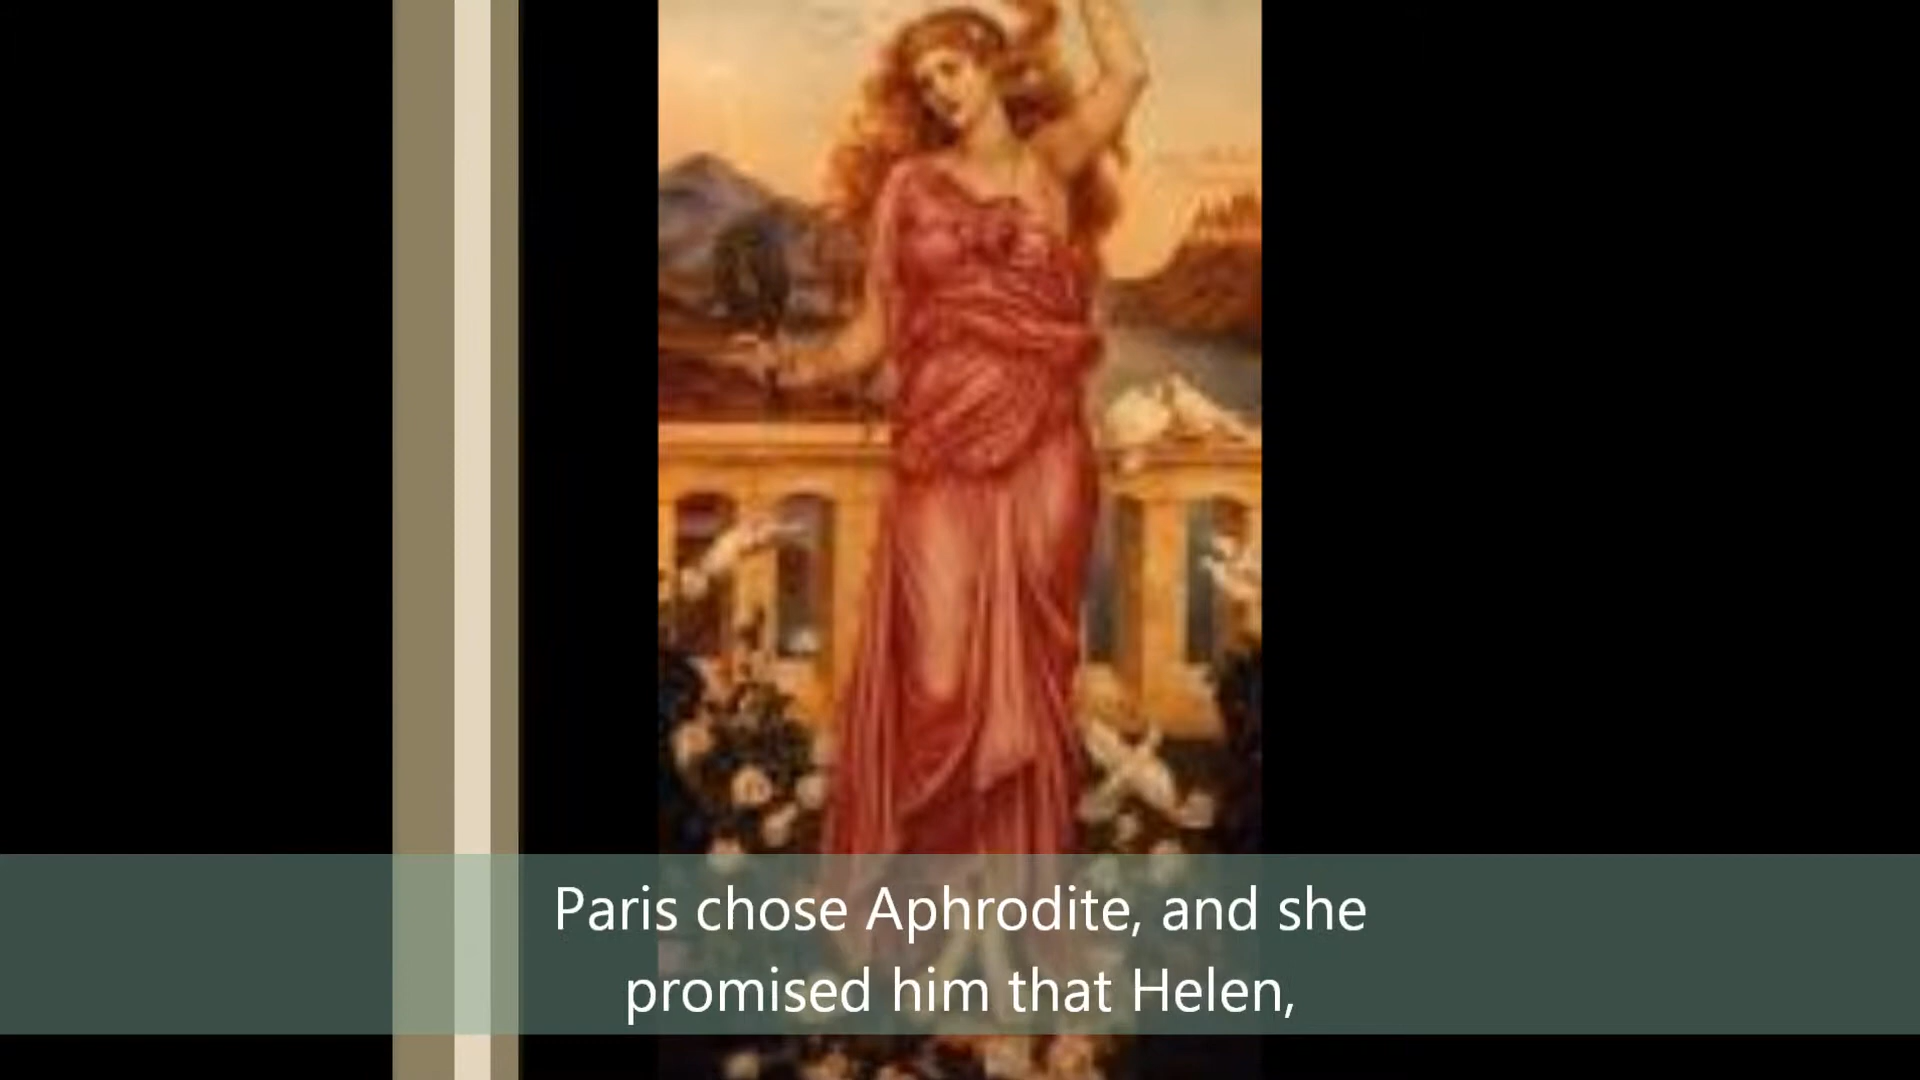 Paris chose Aphrodite, and she
promised him that Helen,